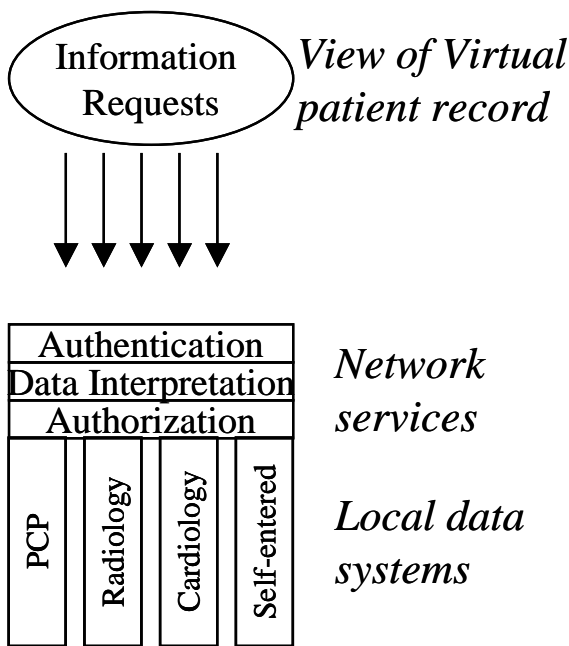 Information
Requests
View of Virtual
patient record
Authentication
Data Interpretation
Authorization
Network
services
PCP
Radiology
Cardiology
Self-entered
Local data
systems